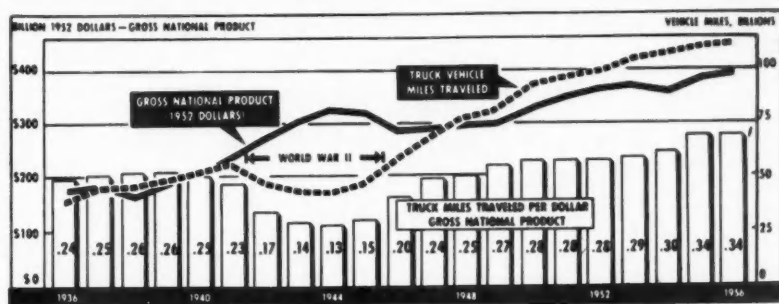 BILLION 1952 DOLLARS — GROSS NATIONAL PRODUCT
VEHICLE MILES, BILLIONS
$400
$300
$200
$100
$0
100
75
50
25
0
TRUCK VEHICLE
MILES TRAVELED
GROSS NATIONAL PRODUCT
1952 DOLLARS
WORLD WAR II
TRUCK MILES TRAVELED PER DOLLAR
GROSS NATIONAL PRODUCT
.24 .25 .26 .26 .25 .23 .17 .14 .13 .15 .20 .24 .25 .27 .28 .28 .28 .29 .30 .34 .34
1936 1940 1944 1948 1952 1956